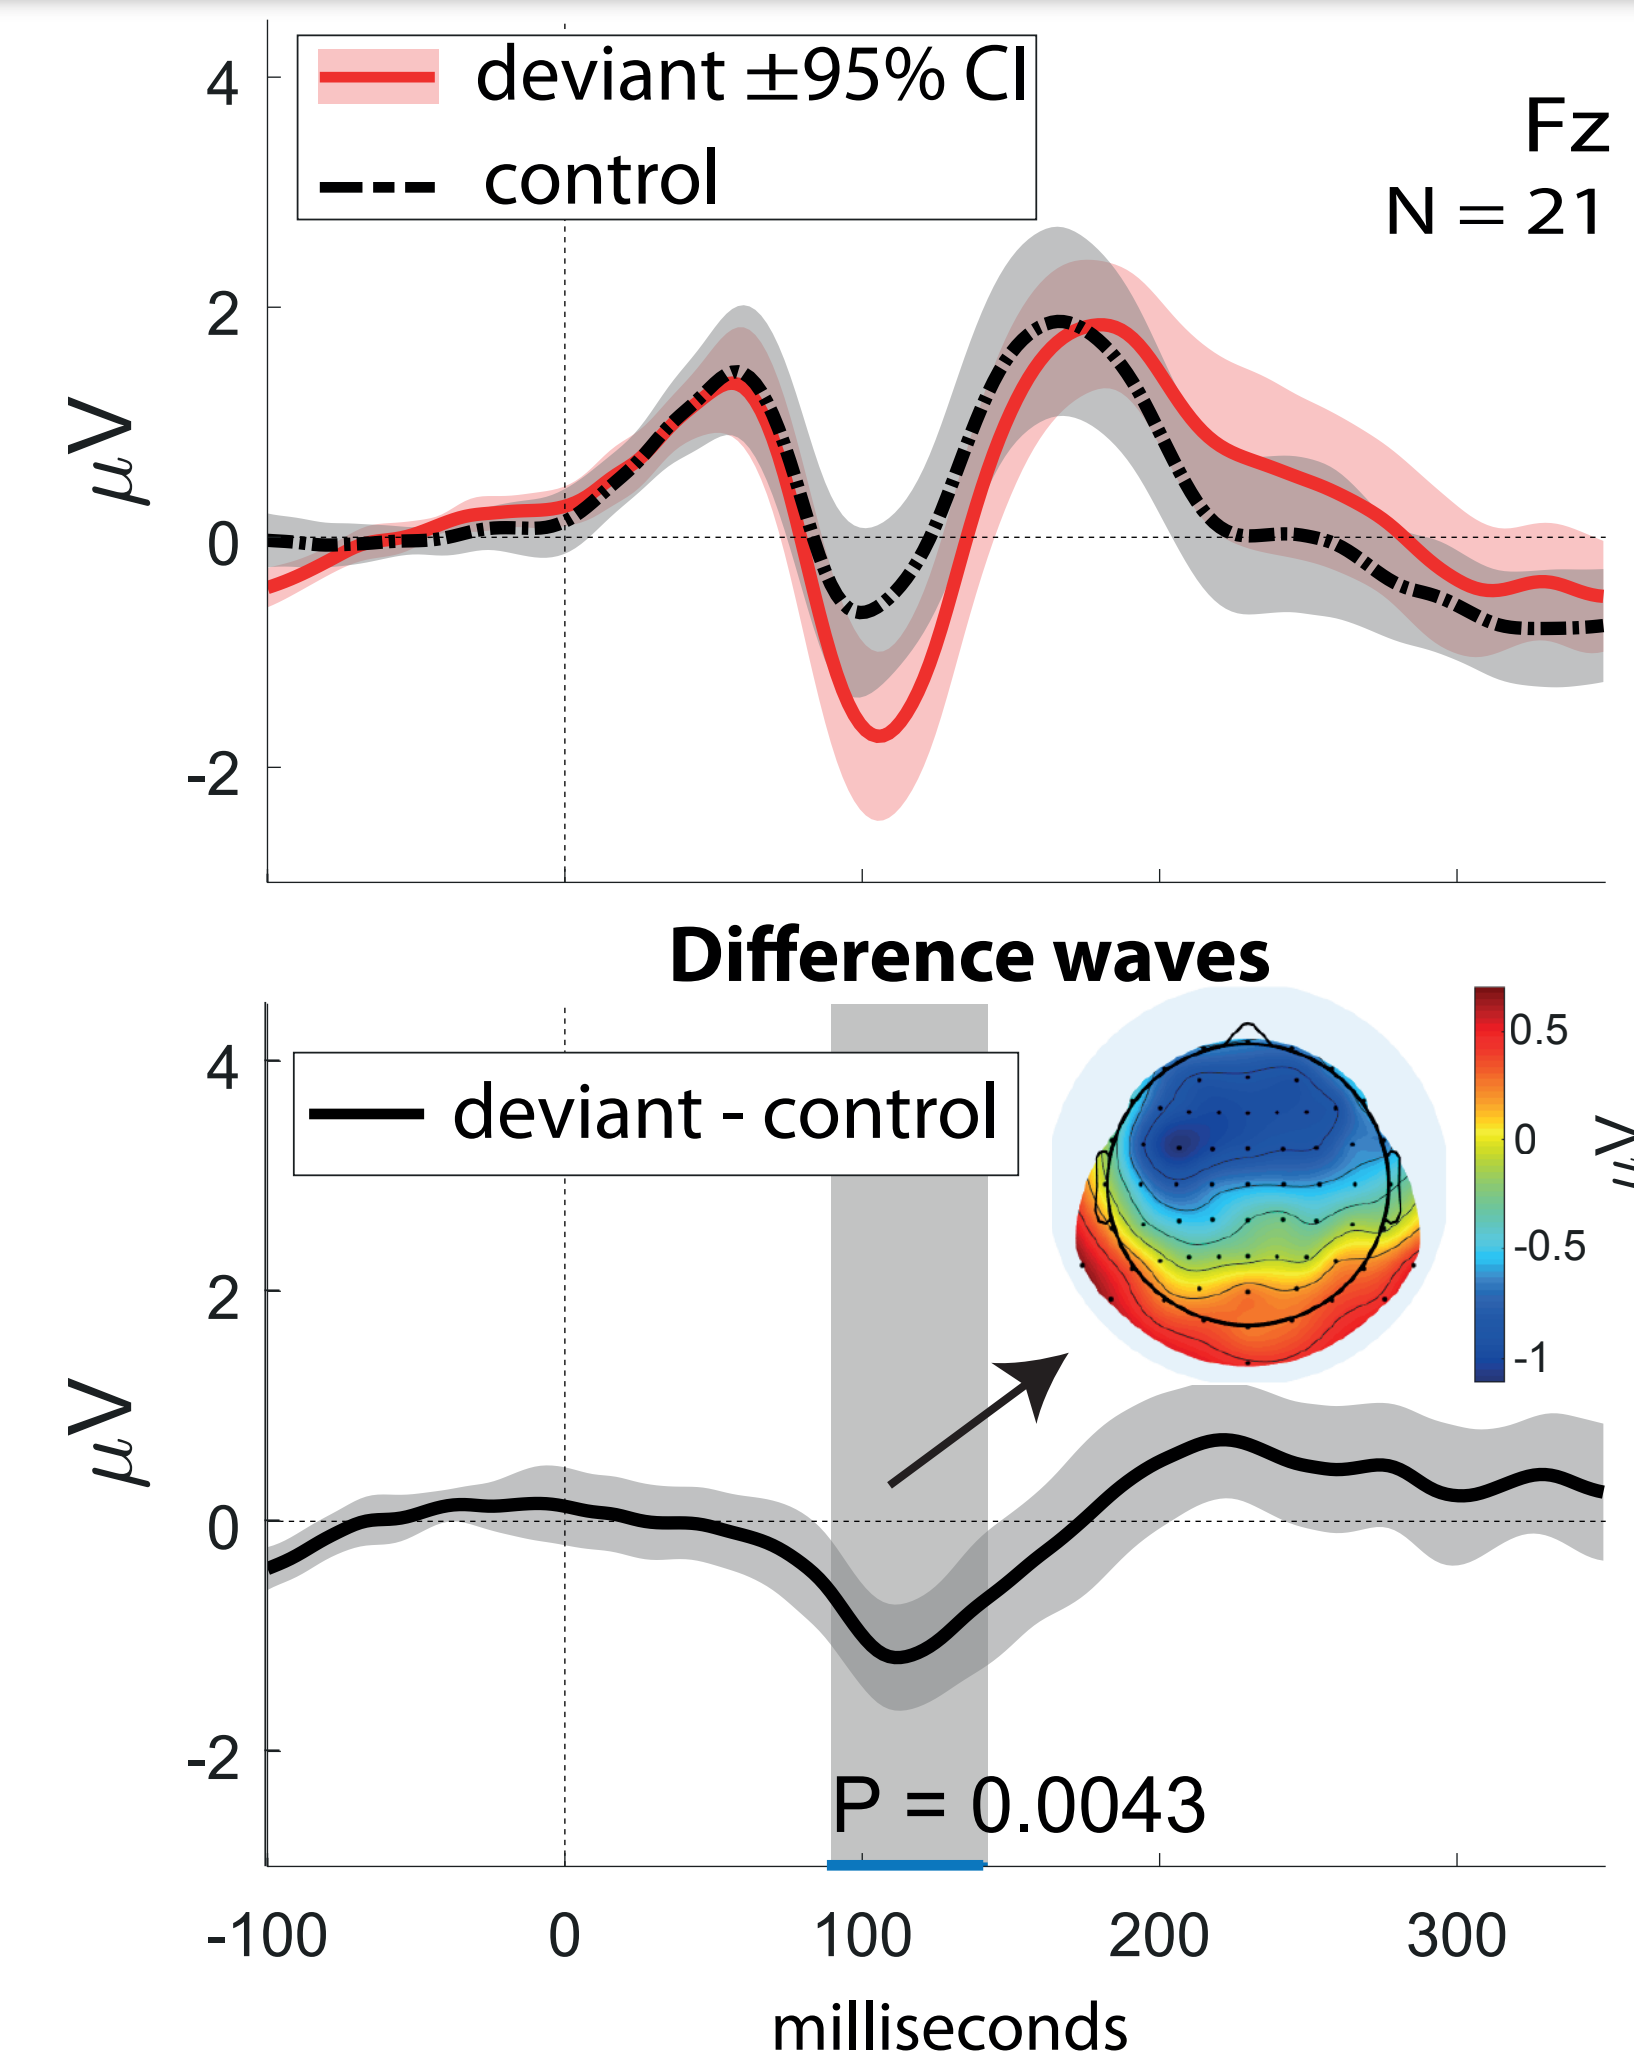 deviant ±95% CI
control
Fz
N = 21
4
2
0
-2
μV
Difference waves
deviant - control
4
2
0
-2
μV
0.5
0
-0.5
-1
μV
P = 0.0043
-100 0 100 200 300
milliseconds